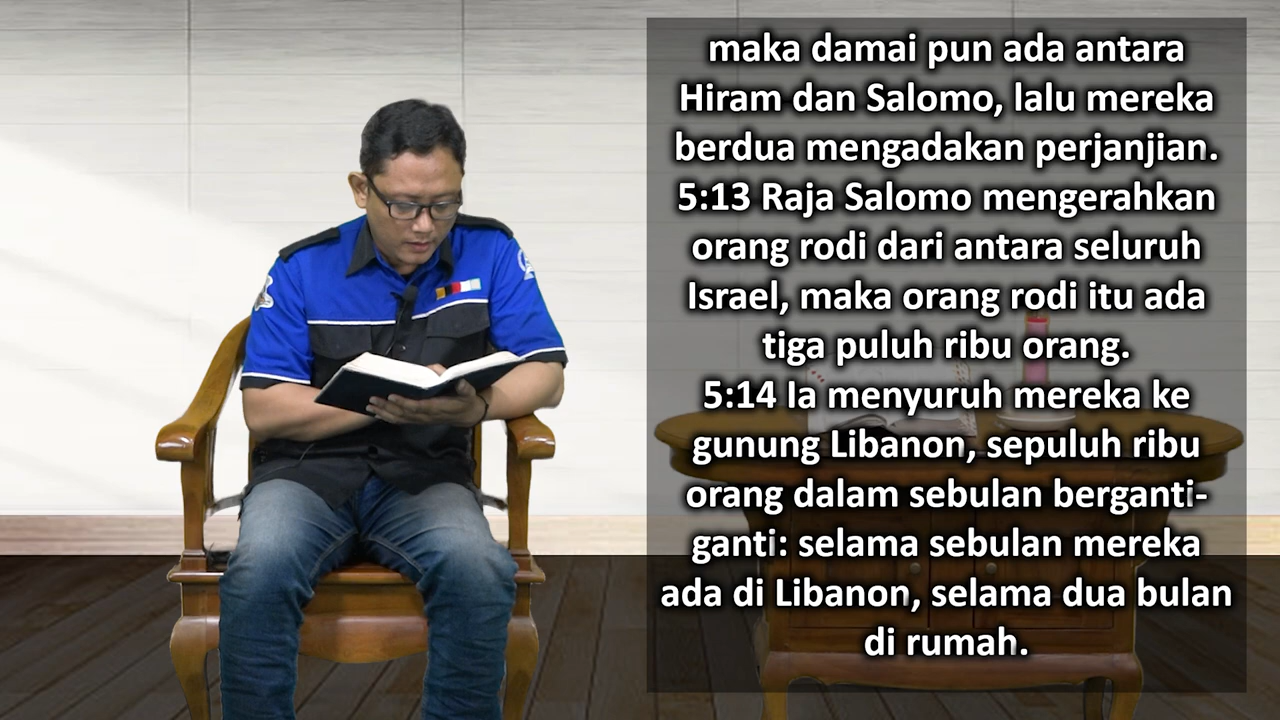 maka damai pun ada antara
Hiram dan Salomo, lalu mereka
berdua mengadakan perjanjian.
5:13 Raja Salomo mengerahkan
orang rodi dari antara seluruh
Israel, maka orang rodi itu ada
tiga puluh ribu orang.
5:14 Ia menyuruh mereka ke
gunung Libanon, sepuluh ribu
orang dalam sebulan berganti-
ganti: selama sebulan mereka
ada di Libanon, selama dua bulan
di rumah.